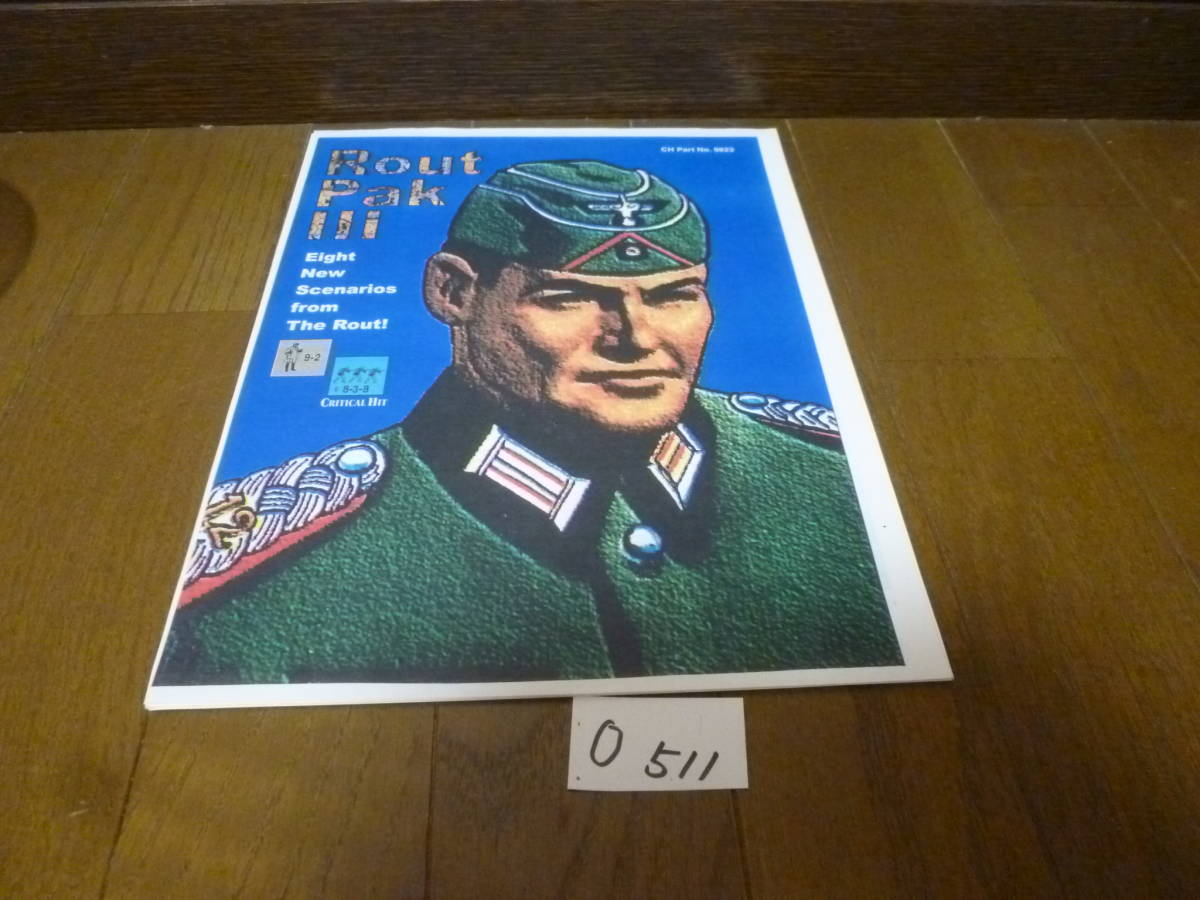 CH Part No. 9823
Rout
Pak
IIi
Eight
New
Scenarios
from
The Rout!
9-2
8-3-8
CRITICAL HIT
O 511